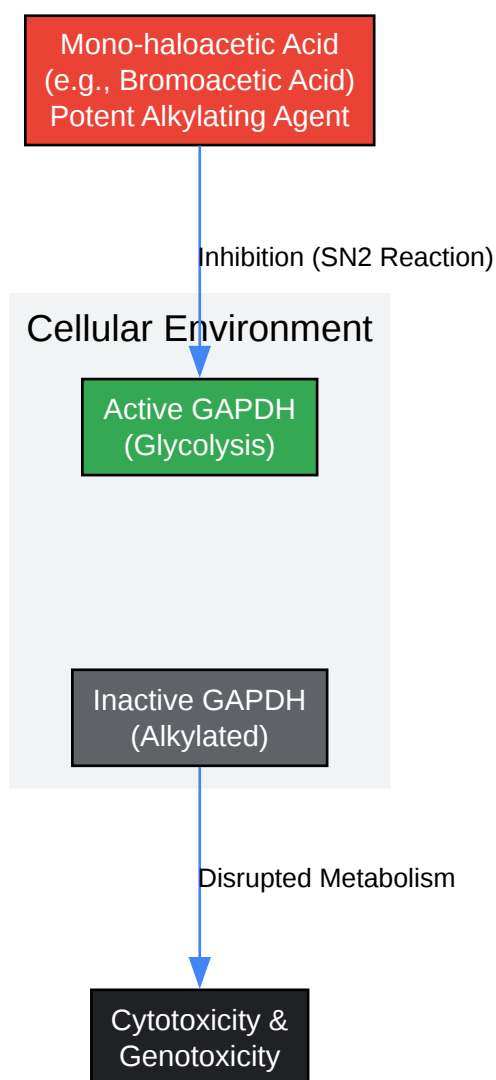 Mono-haloacetic Acid
(e.g., Bromoacetic Acid)
Potent Alkylating Agent
Inhibition (SN2 Reaction)
Cellular Environment
Active GAPDH
(Glycolysis)
Inactive GAPDH
(Alkylated)
Disrupted Metabolism
Cytotoxicity &
Genotoxicity